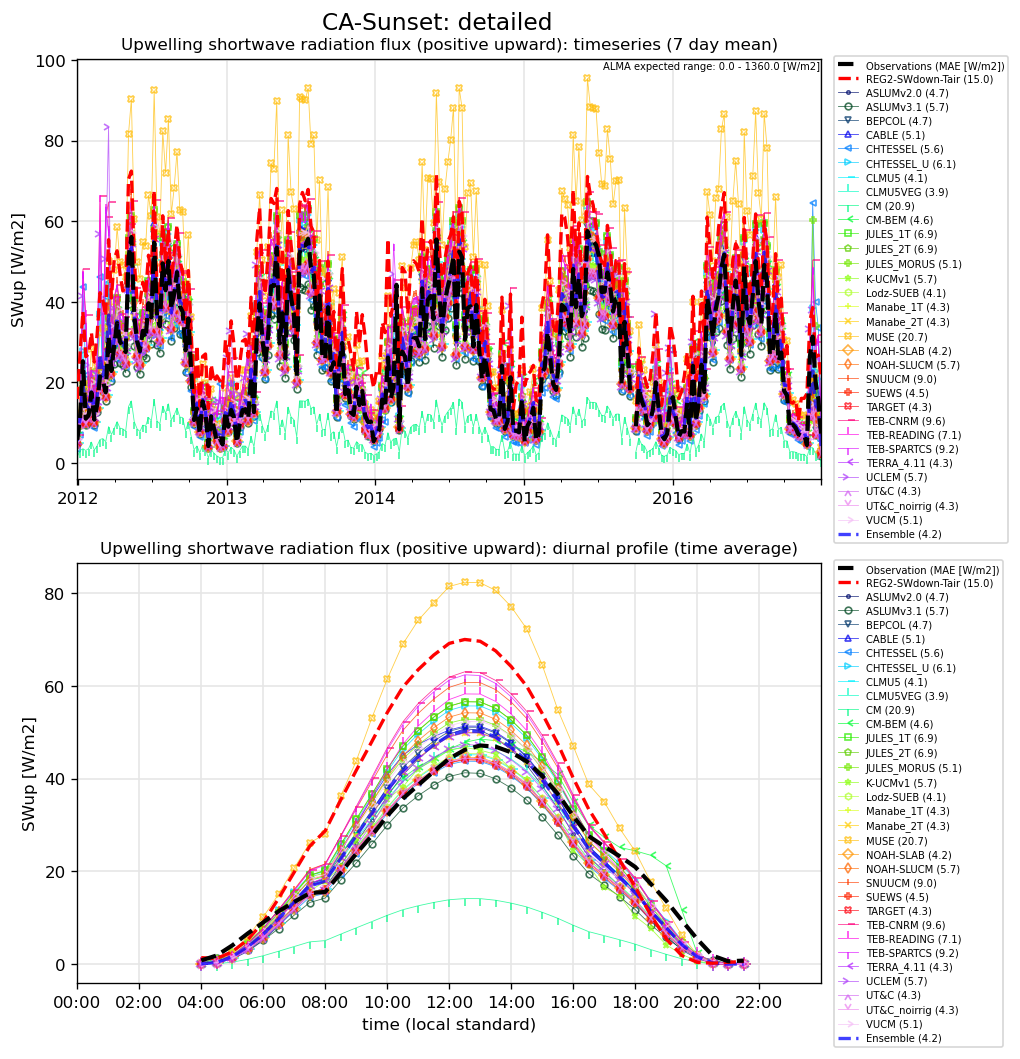 CA-Sunset: detailed
Upwelling shortwave radiation flux (positive upward): timeseries (7 day mean)
ALMA expected range: 0.0 - 1360.0 [W/m2]
SWup [W/m2]
100
80
60
40
20
0
2012 2013 2014 2015 2016
Observations (MAE [W/m2])
REG2-SWdown-Tair (15.0)
ASLUMv2.0 (4.7)
ASLUMv3.1 (5.7)
BEPCOL (4.7)
CABLE (5.1)
CHTESSEL (5.6)
CHTESSEL_U (6.1)
CLMU5 (4.1)
CLMU5VEG (3.9)
CM (20.9)
CM-BEM (4.6)
JULES_1T (6.9)
JULES_2T (6.9)
JULES_MORUS (5.1)
K-UCMv1 (5.7)
Lodz-SUEB (4.1)
Manabe_1T (4.3)
Manabe_2T (4.3)
MUSE (20.7)
NOAH-SLAB (4.2)
NOAH-SLUCM (5.7)
SNUUCM (9.0)
SUEWS (4.5)
TARGET (4.3)
TEB-CNRM (9.6)
TEB-READING (7.1)
TEB-SPARTCS (9.2)
TERRA_4.11 (4.3)
UCLEM (5.7)
UT&C (4.3)
UT&C_noirrig (4.3)
VUCM (5.1)
Ensemble (4.2)
Upwelling shortwave radiation flux (positive upward): diurnal profile (time average)
SWup [W/m2]
80
60
40
20
0
00:00 02:00 04:00 06:00 08:00 10:00 12:00 14:00 16:00 18:00 20:00 22:00
time (local standard)
Observation (MAE [W/m2])
REG2-SWdown-Tair (15.0)
ASLUMv2.0 (4.7)
ASLUMv3.1 (5.7)
BEPCOL (4.7)
CABLE (5.1)
CHTESSEL (5.6)
CHTESSEL_U (6.1)
CLMU5 (4.1)
CLMU5VEG (3.9)
CM (20.9)
CM-BEM (4.6)
JULES_1T (6.9)
JULES_2T (6.9)
JULES_MORUS (5.1)
K-UCMv1 (5.7)
Lodz-SUEB (4.1)
Manabe_1T (4.3)
Manabe_2T (4.3)
MUSE (20.7)
NOAH-SLAB (4.2)
NOAH-SLUCM (5.7)
SNUUCM (9.0)
SUEWS (4.5)
TARGET (4.3)
TEB-CNRM (9.6)
TEB-READING (7.1)
TEB-SPARTCS (9.2)
TERRA_4.11 (4.3)
UCLEM (5.7)
UT&C (4.3)
UT&C_noirrig (4.3)
VUCM (5.1)
Ensemble (4.2)